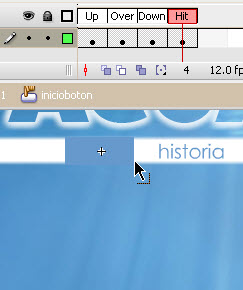 Up Over Down Hit
4 12.0 fp
1 inicioboton
historia